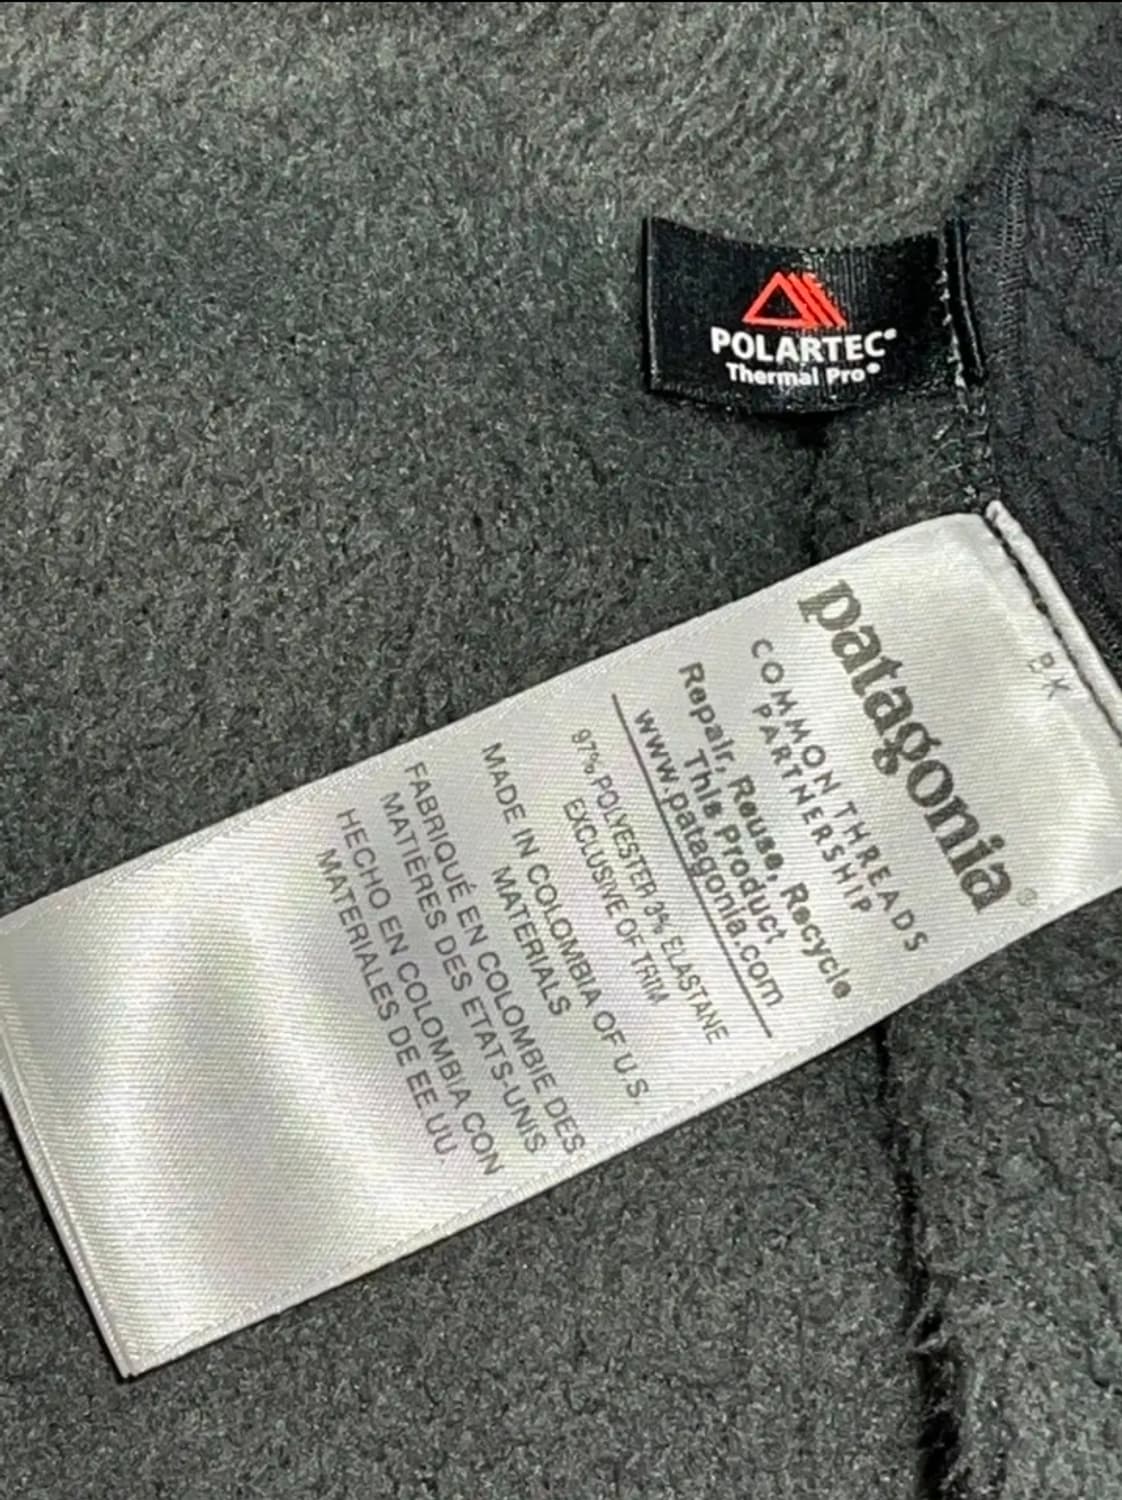 POLARTEC®
Thermal Pro®
BK
patagonia®
COMMON THREADS
PARTNERSHIP
Repair, Reuse, Recycle
This Product
www.patagonia.com
97% POLYESTER 3% ELASTANE
EXCLUSIVE OF TRIM
MADE IN COLOMBIA OF U.S.
MATERIALS
FABRIQUÉ EN COLOMBIE DES
MATIÈRES DES ETATS-UNIS
HECHO EN COLOMBIA CON
MATERIALES DE EE.UU.